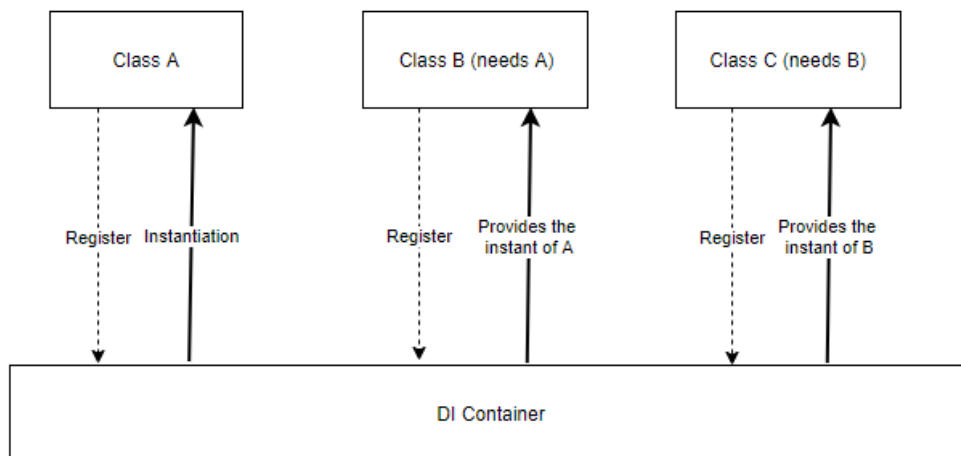 Class A
Class B (needs A)
Class C (needs B)
Register
Instantiation
Register
Provides the
instant of A
Register
Provides the
instant of B
DI Container